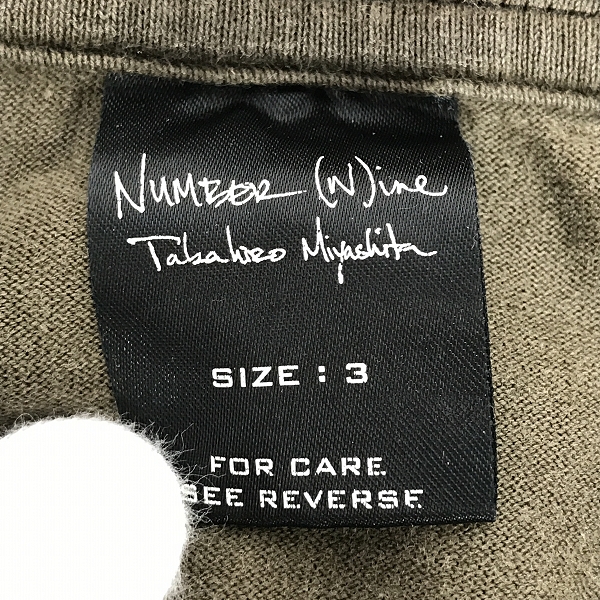 NUMBER (N)ine
Takahiro Miyashita
SIZE : 3
FOR CARE
SEE REVERSE